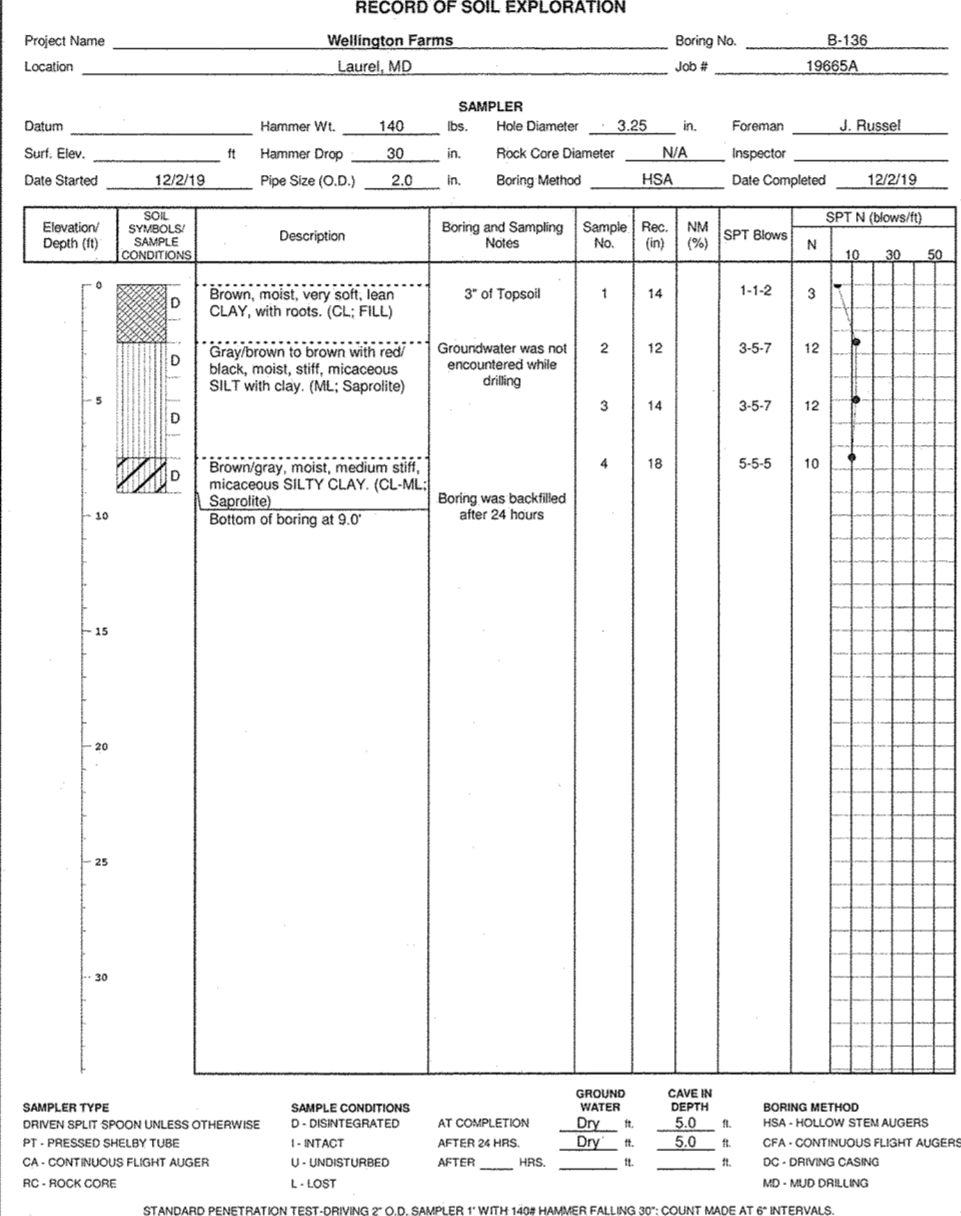 RECORD OF SOIL EXPLORATION
Project Name Wellington Farms Boring No. B-136
Location Laurel, MD Job # 19665A
SAMPLER
Datum Hammer Wt. 140 lbs. Hole Diameter 3.25 in. Foreman J. Russel
Surf. Elev. ft Hammer Drop 30 in. Rock Core Diameter N/A Inspector
Date Started 12/2/19 Pipe Size (O.D.) 2.0 in. Boring Method HSA Date Completed 12/2/19
Elevation/
Depth (ft)
SOIL
SYMBOLS/
SAMPLE
CONDITIONS
Description
Boring and Sampling
Notes
Sample
No.
Rec.
(in)
NM
(%)
SPT Blows
SPT N (blows/ft)
N
10 30 50
0
D
Brown, moist, very soft, lean
CLAY, with roots. (CL; FILL)
3" of Topsoil
1 14 1-1-2 3
D
Gray/brown to brown with red/
black, moist, stiff, micaceous
SILT with clay. (ML; Saprolite)
Groundwater was not
encountered while
drilling
2 12 3-5-7 12
5
D
3 14 3-5-7 12
D
Brown/gray, moist, medium stiff,
micaceous SILTY CLAY. (CL-ML;
Saprolite)
4 18 5-5-5 10
Boring was backfilled
after 24 hours
10
Bottom of boring at 9.0'
15
20
25
30
SAMPLER TYPE
DRIVEN SPLIT SPOON UNLESS OTHERWISE
PT - PRESSED SHELBY TUBE
CA - CONTINUOUS FLIGHT AUGER
RC - ROCK CORE
SAMPLE CONDITIONS
D - DISINTEGRATED
I - INTACT
U - UNDISTURBED
L - LOST
GROUND
WATER
CAVE IN
DEPTH
AT COMPLETION Dry ft. 5.0 ft.
AFTER 24 HRS. Dry ft. 5.0 ft.
AFTER HRS. ft. ft.
BORING METHOD
HSA - HOLLOW STEM AUGERS
CFA - CONTINUOUS FLIGHT AUGERS
DC - DRIVING CASING
MD - MUD DRILLING
STANDARD PENETRATION TEST-DRIVING 2" O.D. SAMPLER 1' WITH 140# HAMMER FALLING 30": COUNT MADE AT 6" INTERVALS.